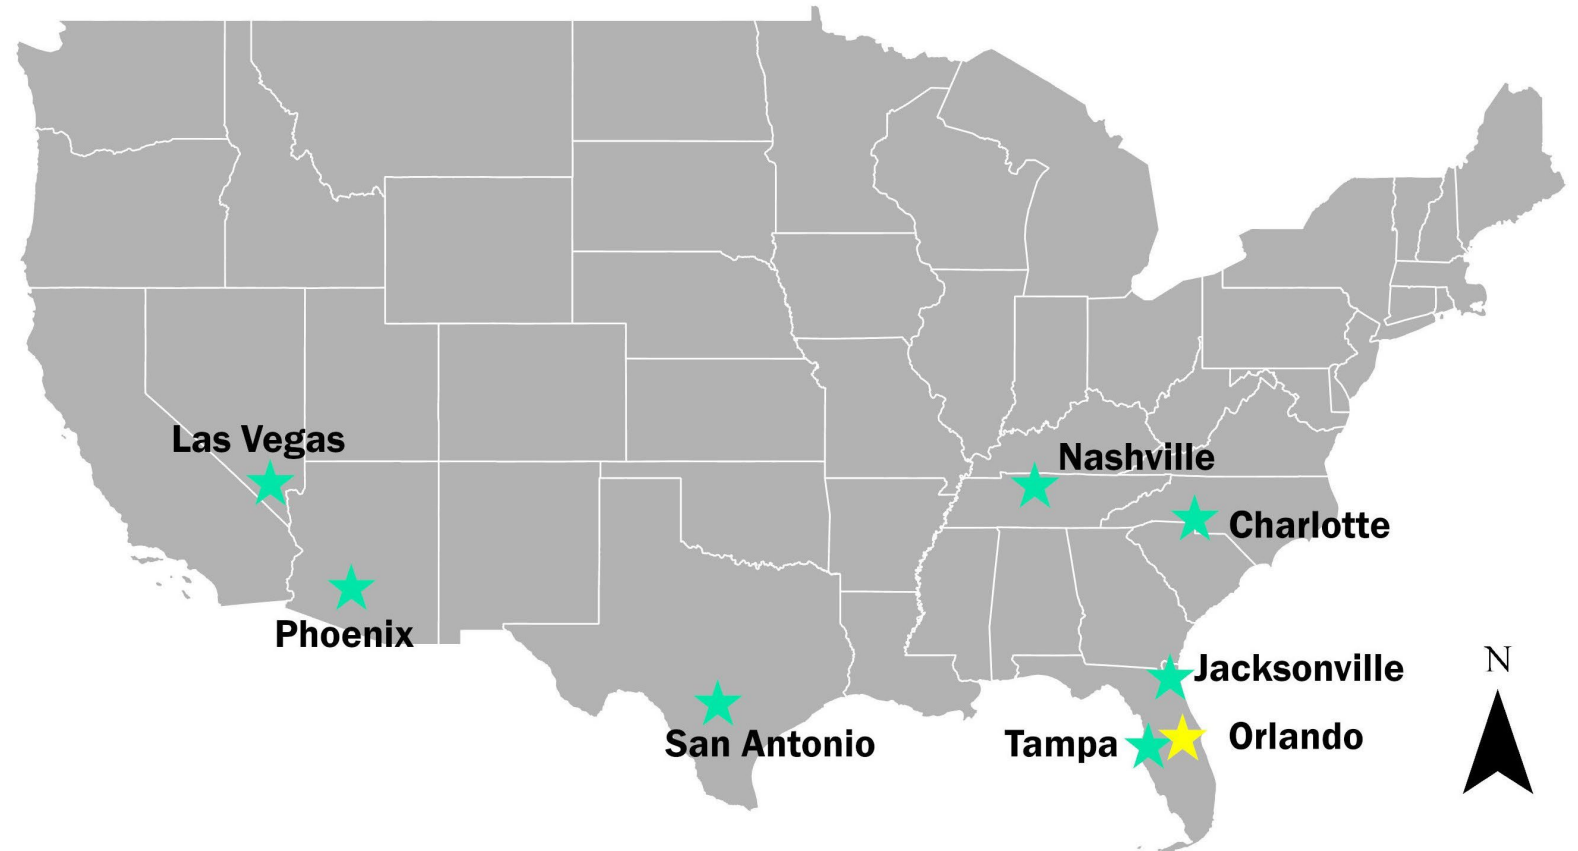 Las Vegas
Nashville
Charlotte
Phoenix
N
Jacksonville
San Antonio
Tampa
Orlando